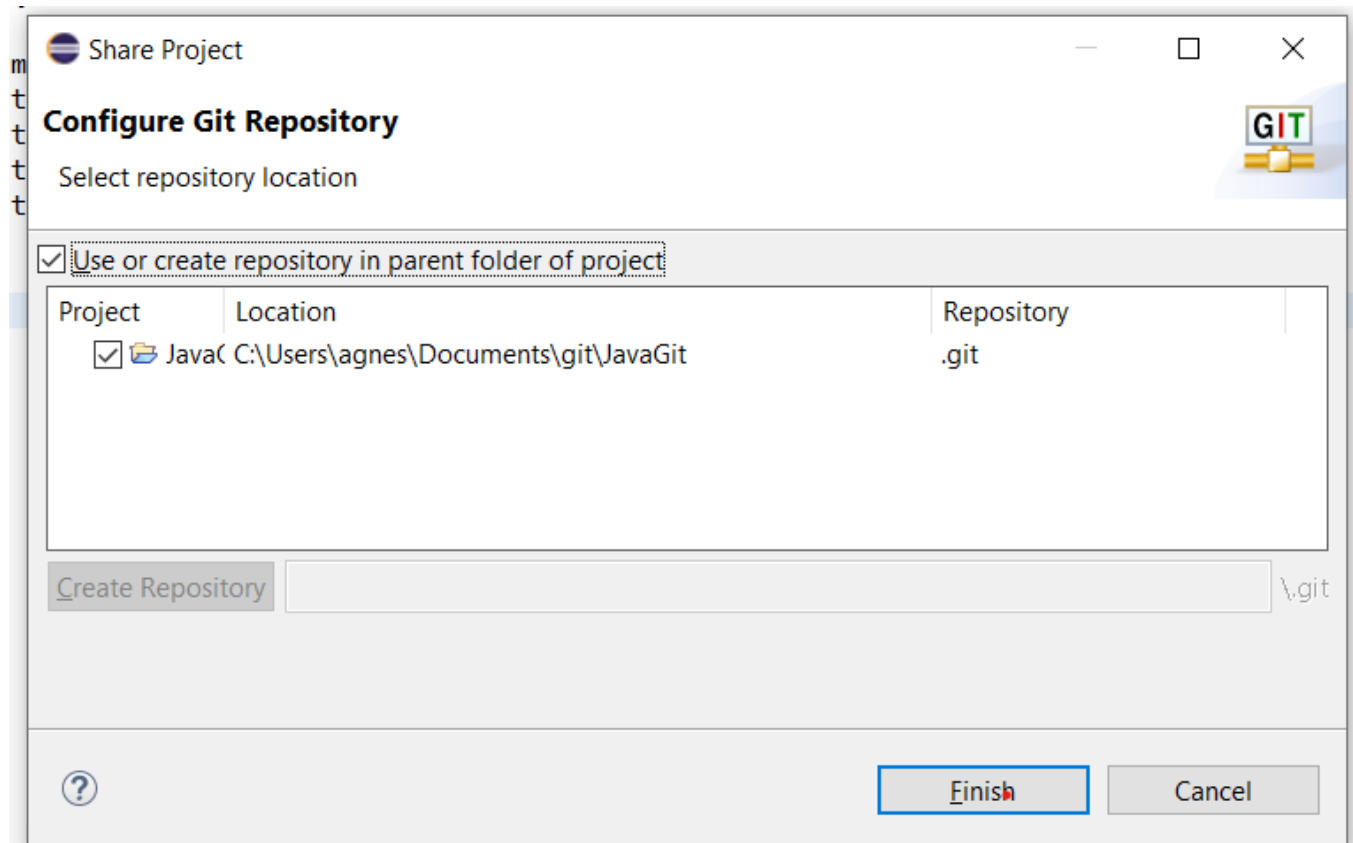 Share Project
m
t
Configure Git Repository
GIT
t
t
Select repository location
t
Use or create repository in parent folder of project
Project Location Repository
Java C:\Users\agnes\Documents\git\JavaGit .git
Create Repository \.git
? Finish Cancel